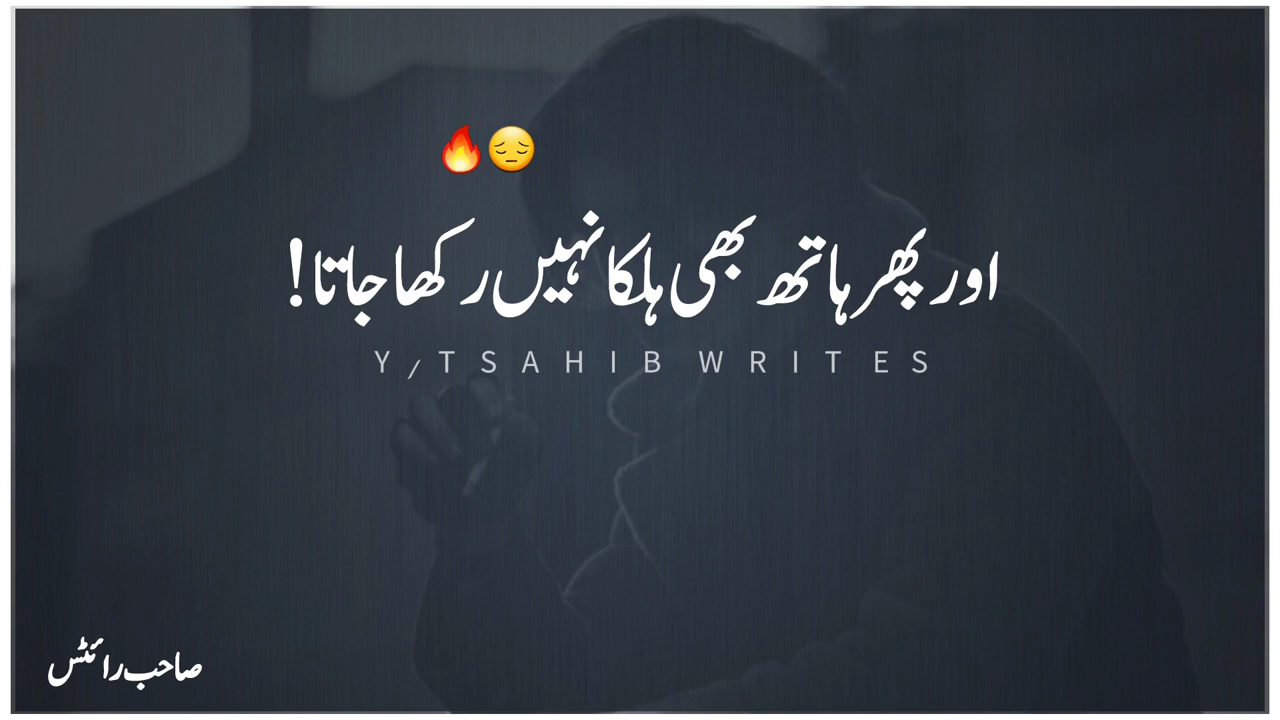 🔥😔
اور پھر ہاتھ بھی ہلکا نہیں رکھا جاتا!
Y/T SAHIB WRITES
صاحب رائٹس